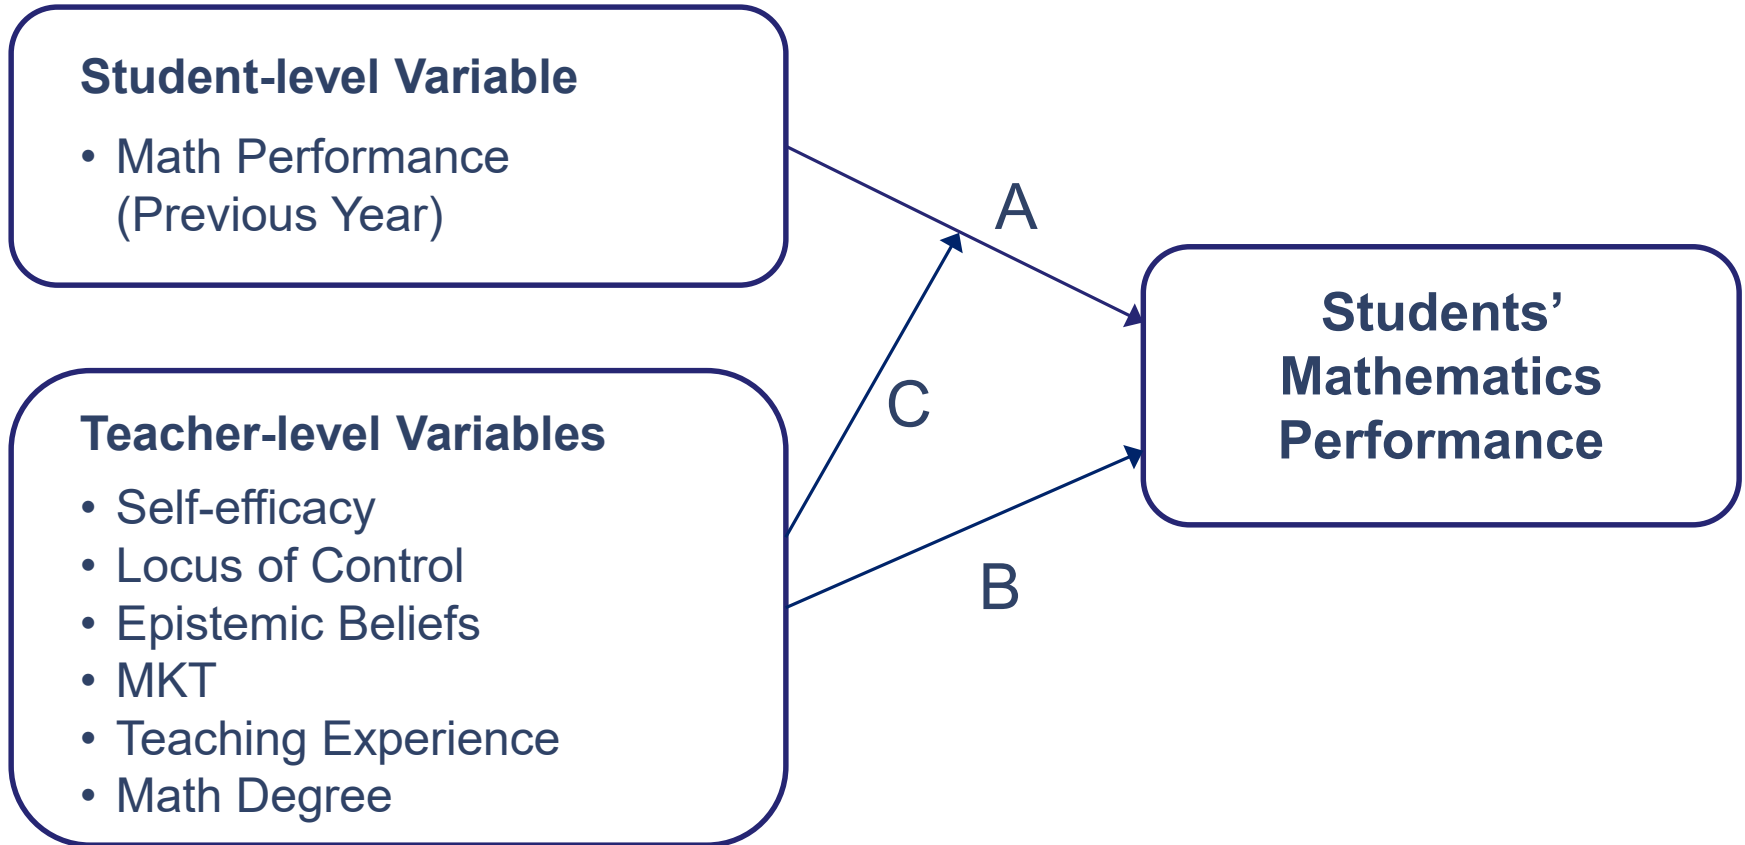 Student-level Variable
• Math Performance
(Previous Year)
A
Students’
Mathematics
Performance
C
Teacher-level Variables
• Self-efficacy
• Locus of Control
• Epistemic Beliefs
• MKT
• Teaching Experience
• Math Degree
B